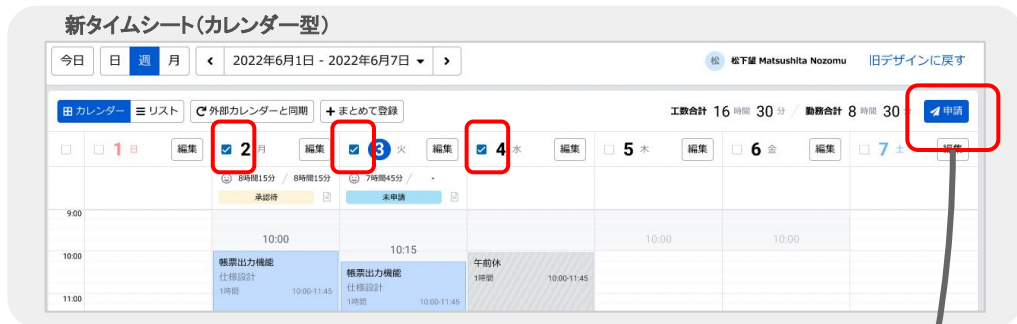 新タイムシート(カレンダー型)
今日 日 週 月 2022年6月1日 - 2022年6月7日 松 松下望 Matsushita Nozomu 旧デザインに戻す
カレンダー リスト 外部カレンダーと同期 まとめて登録 工数合計 16 時間 30 分 / 勤務合計 8 時間 30 分 申請
1 日 編集 2 月 編集 3 火 編集 4 水 編集 5 木 編集 6 金 編集 7 土 編集
8時間15分 / 8時間15分 7時間45分 / -
承認待 未申請
9:00
10:00 10:15 10:00 10:00
10:00
帳票出力機能 帳票出力機能 午前休
仕様設計 仕様設計 1時間 10:00-11:45
1時間 10:00-11:45 1時間 10:00-11:45
11:00